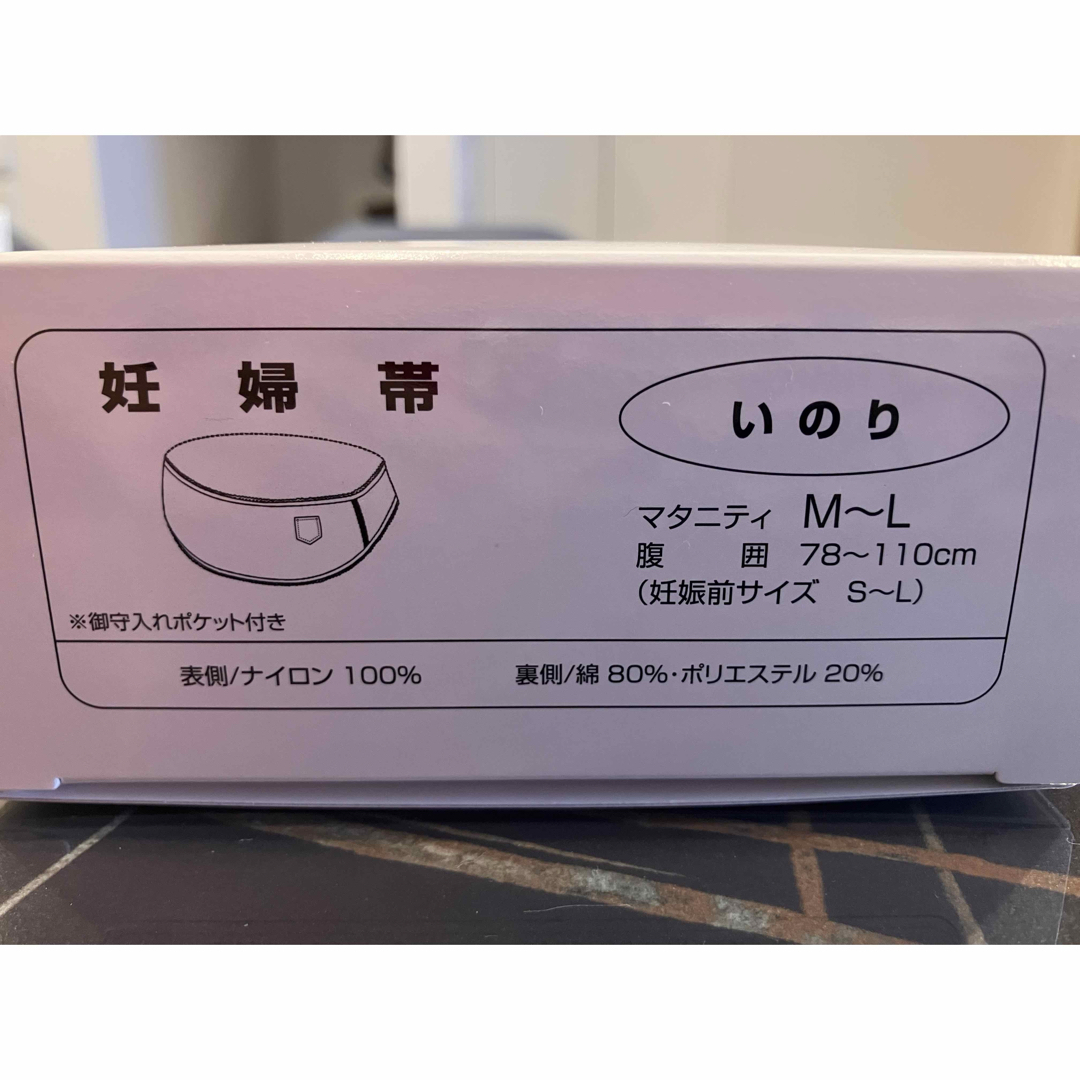 妊婦帯
いのり
マタニティ M～L
腹囲 78～110cm
（妊娠前サイズ S～L）
※御守入れポケット付き
表側/ナイロン 100% 裏側/綿 80%・ポリエステル 20%